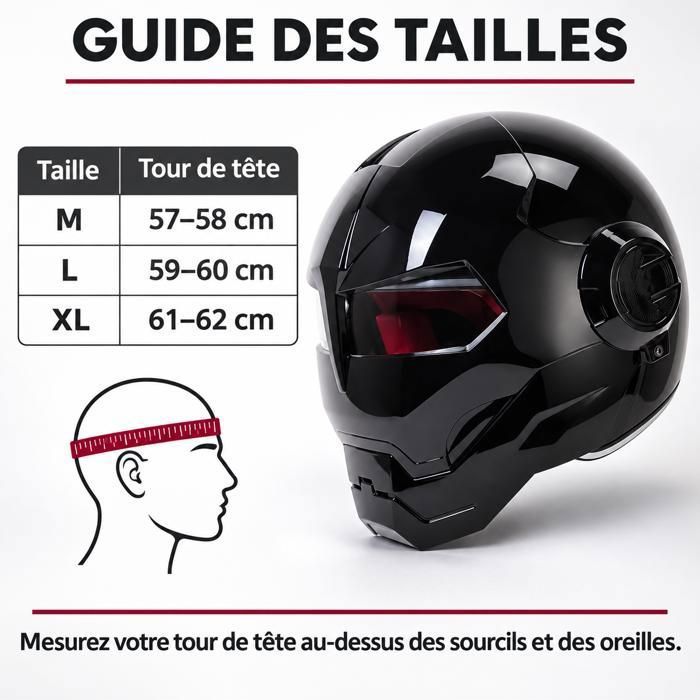 GUIDE DES TAILLES
Taille Tour de tête
M 57–58 cm
L 59–60 cm
XL 61–62 cm
Mesurez votre tour de tête au-dessus des sourcils et des oreilles.